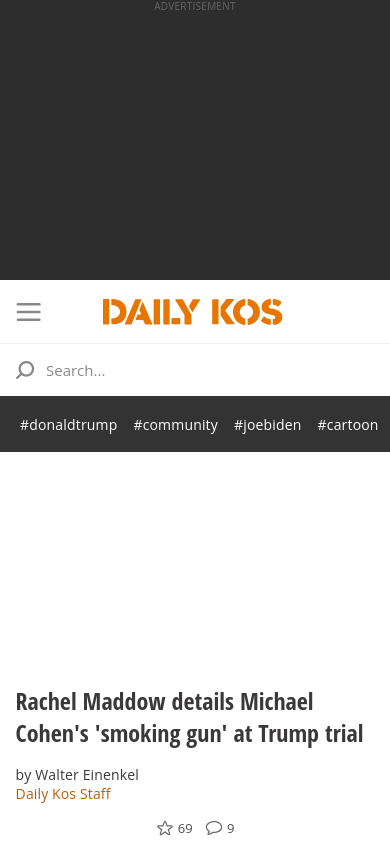 ADVERTISEMENT
DAILY KOS
Search...
#donaldtrump #community #joebiden #cartoon
Rachel Maddow details Michael
Cohen's 'smoking gun' at Trump trial
by Walter Einenkel
Daily Kos Staff
69 9